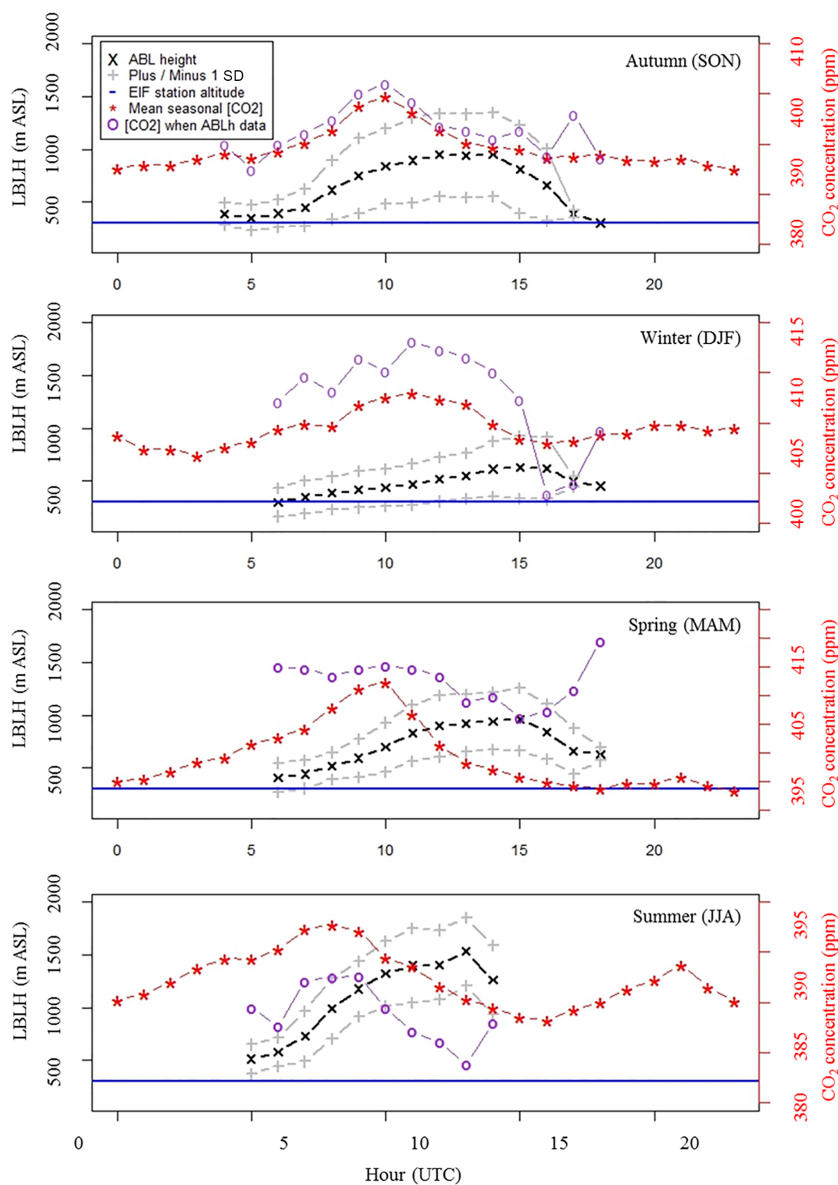 2000
1500
1000
500
LBLH (m ASL)
ABL height
Plus / Minus 1 SD
EIF station altitude
Mean seasonal [CO2]
[CO2] when ABLh data
Autumn (SON)
410
400
390
380
CO2 concentration (ppm)
0 5 10 15 20
2000
1500
1000
500
LBLH (m ASL)
Winter (DJF)
415
410
405
400
CO2 concentration (ppm)
0 5 10 15 20
2000
1500
1000
500
LBLH (m ASL)
Spring (MAM)
415
405
395
CO2 concentration (ppm)
0 5 10 15 20
2000
1500
1000
500
LBLH (m ASL)
Summer (JJA)
395
390
385
380
CO2 concentration (ppm)
0 5 10 15 20
Hour (UTC)